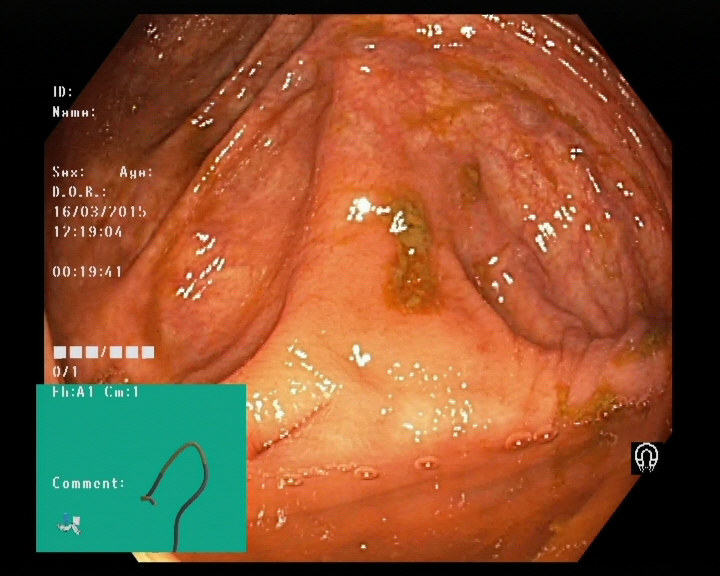 ID:
Name:
Sex: Age:
D.O.B.:
16/03/2015
12:19:04
00:19:41
■■■/■■■
0/1
Eh:A1 Cm:1
Comment: